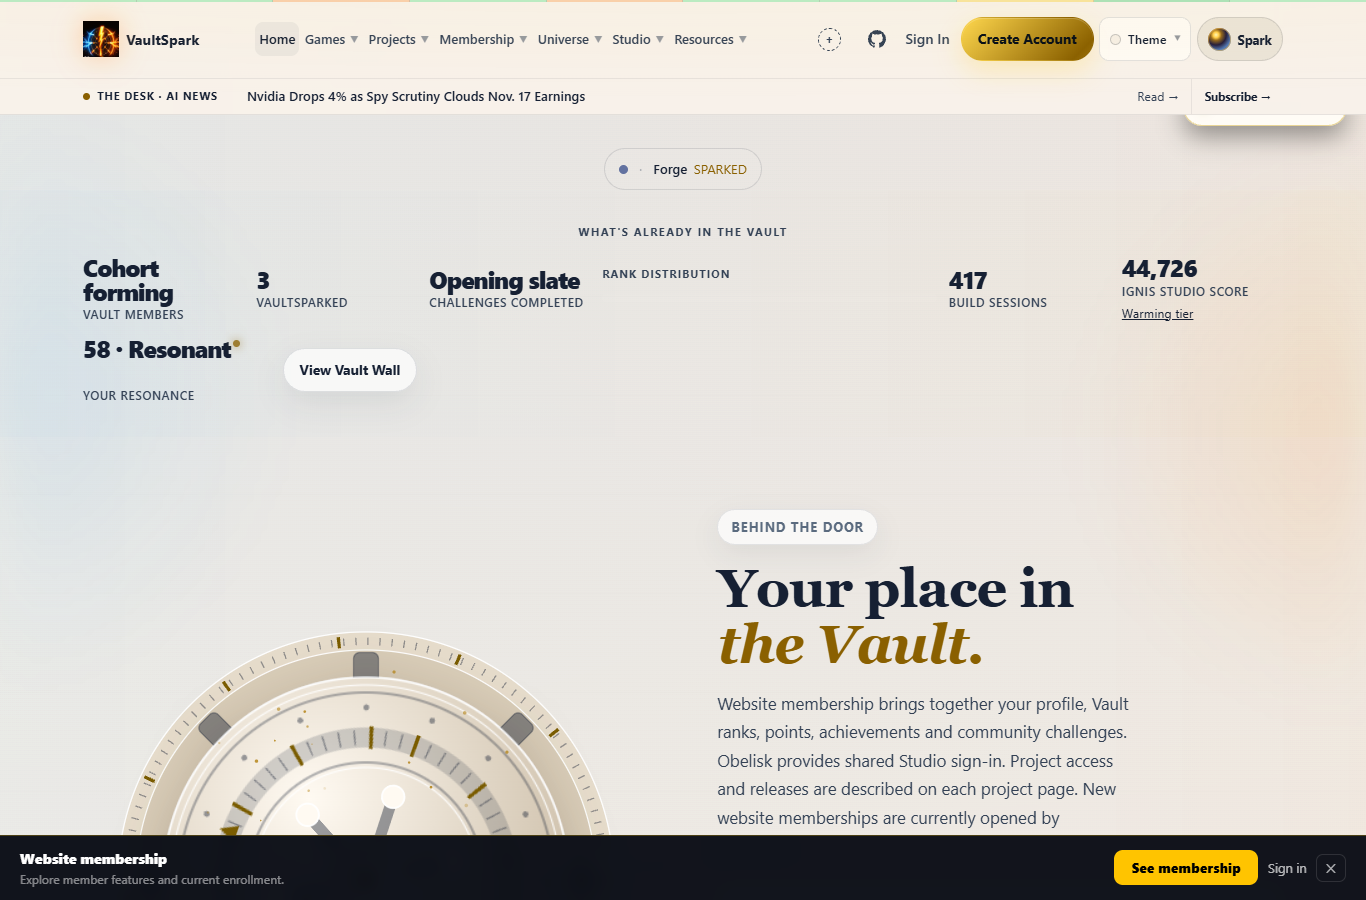 VaultSpark
Home Games Projects Membership Universe Studio Resources
+
Sign In
Create Account
Theme
Spark
THE DESK · AI NEWS
Nvidia Drops 4% as Spy Scrutiny Clouds Nov. 17 Earnings
Read →
Subscribe →
· Forge SPARKED
WHAT'S ALREADY IN THE VAULT
Cohort
forming
VAULT MEMBERS
3
VAULTSPARKED
Opening slate
CHALLENGES COMPLETED
RANK DISTRIBUTION
417
BUILD SESSIONS
44,726
IGNIS STUDIO SCORE
Warming tier
58 · Resonant
YOUR RESONANCE
View Vault Wall
BEHIND THE DOOR
Your place in
the Vault.
Website membership brings together your profile, Vault
ranks, points, achievements and community challenges.
Obelisk provides shared Studio sign-in. Project access
and releases are described on each project page. New
website memberships are currently opened by
Website membership
Explore member features and current enrollment.
See membership
Sign in